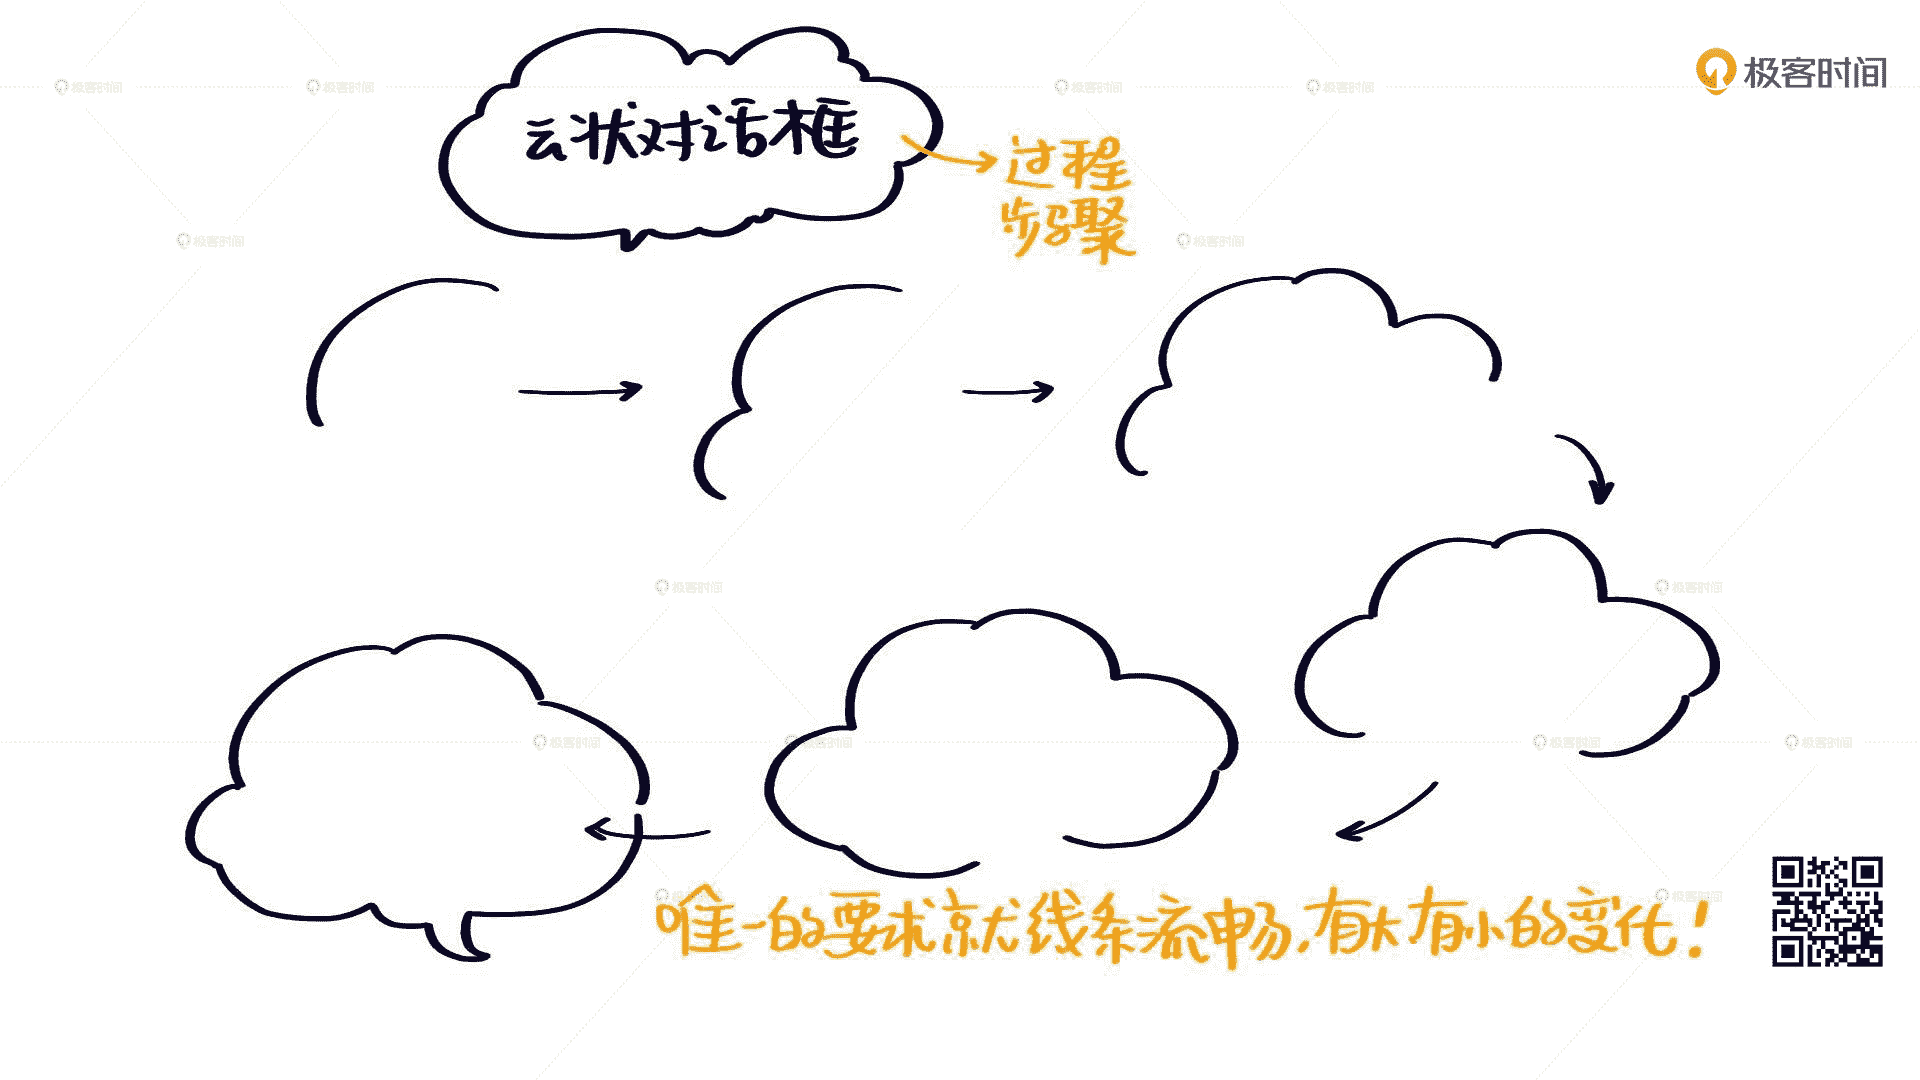 极客时间
云状对话框
过程
步骤
唯一的要求就线条流畅，有大有小的变化！